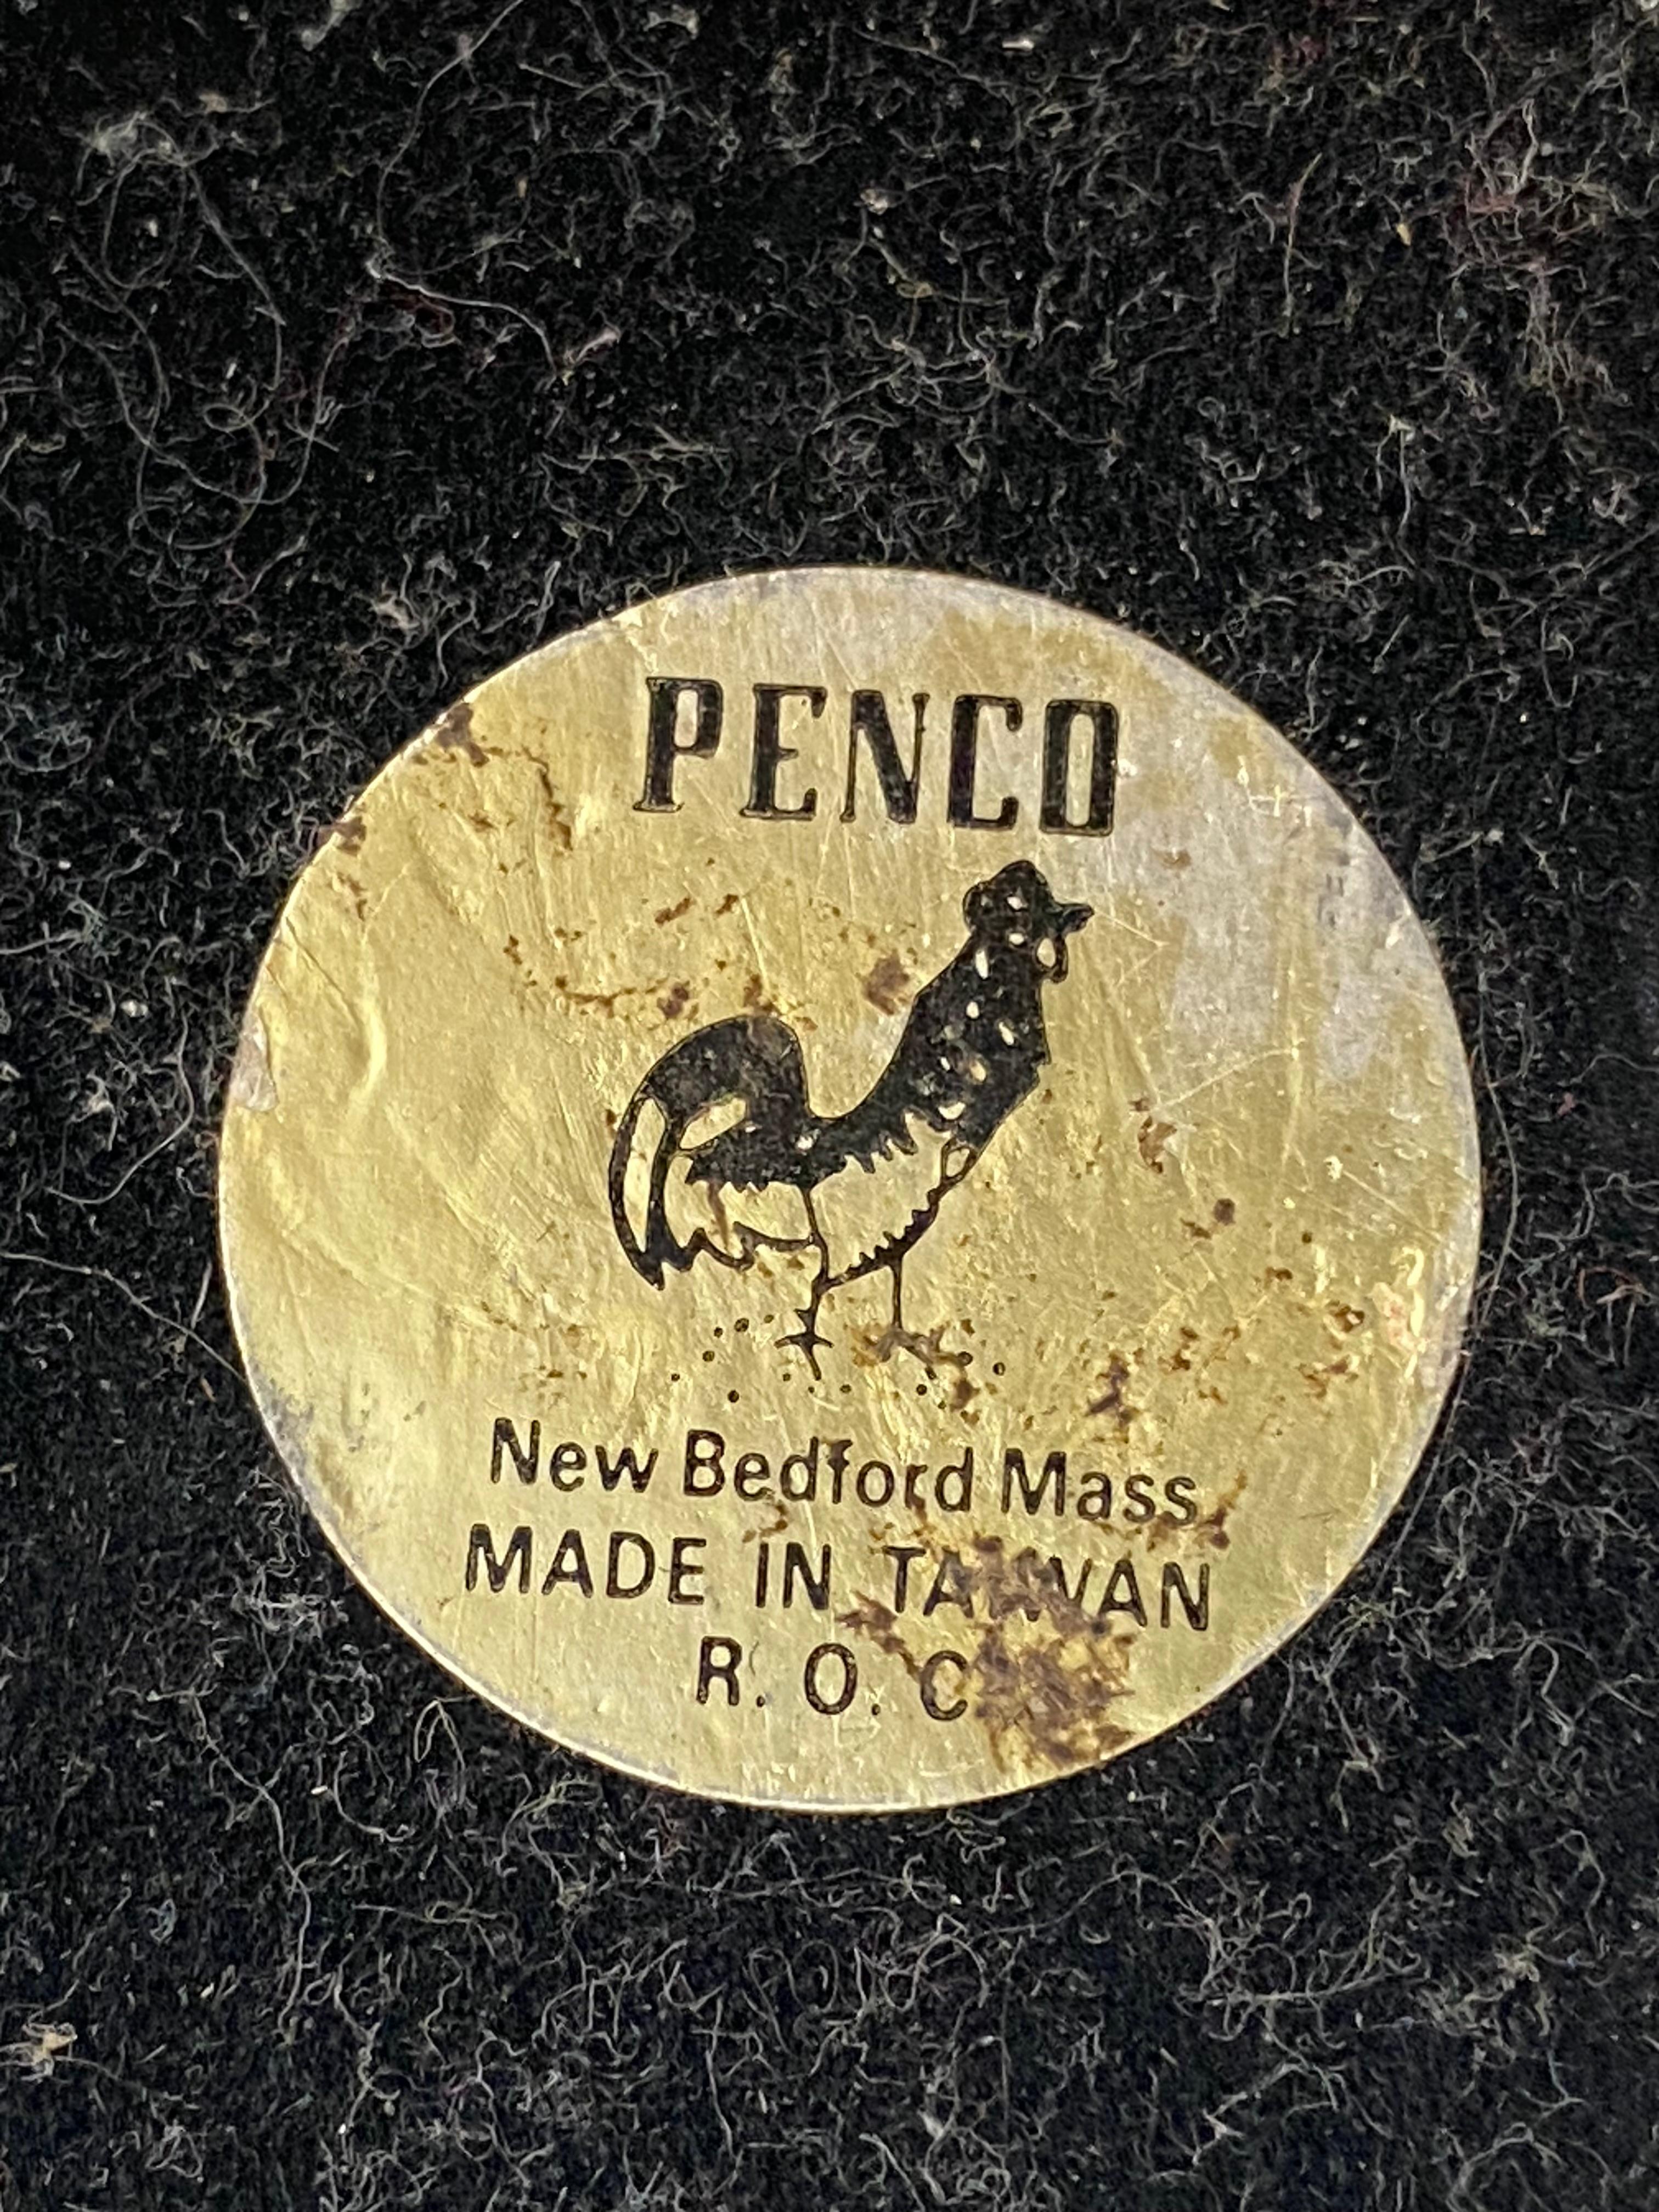 PENCO
New Bedford Mass.
MADE IN TAIWAN
R. O. C